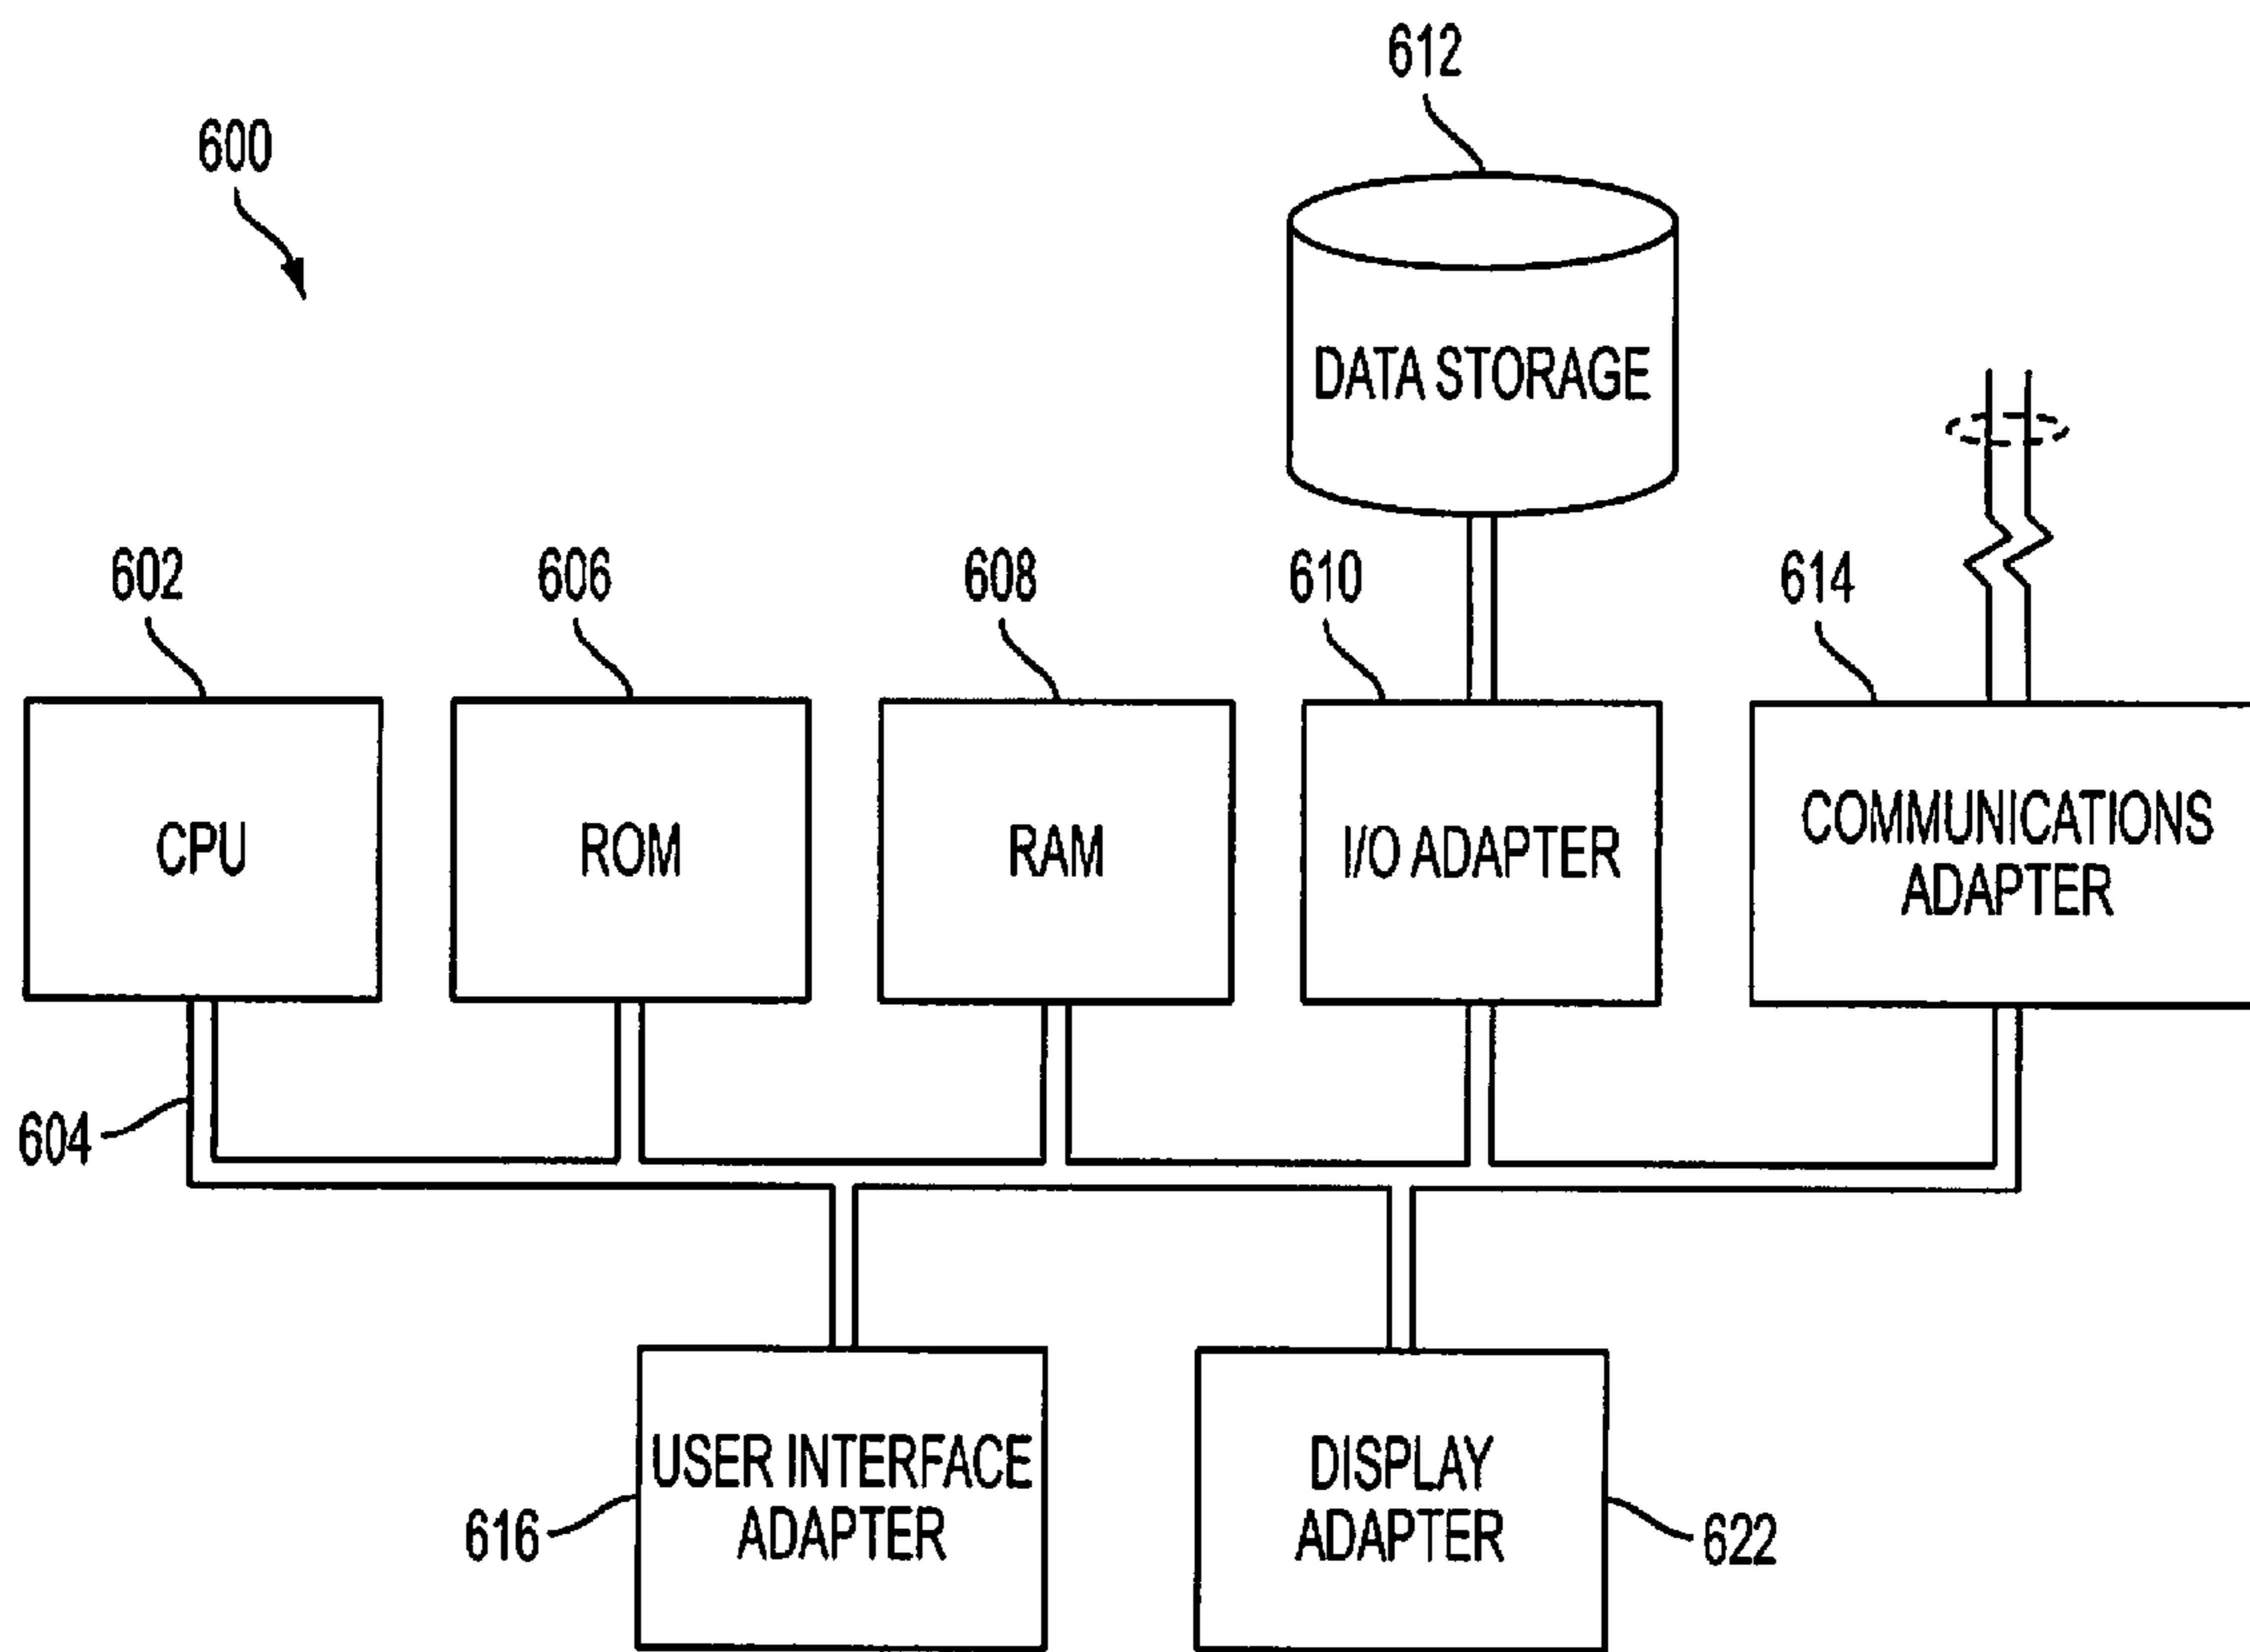 612
600
DATA STORAGE
602
606
608
610
614
CPU
ROM
RAM
I/O ADAPTER
COMMUNICATIONS
ADAPTER
604
USER INTERFACE
ADAPTER
616
DISPLAY
ADAPTER
622